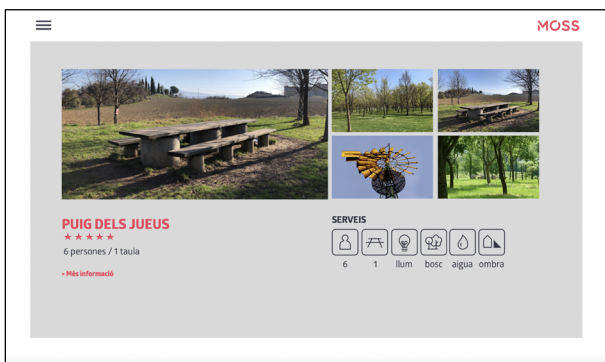 MOSS
PUIG DELS JUEUS
6 persones / 1 taula
+ Més informació
SERVEIS
6 1 llum bosc aigua ombra